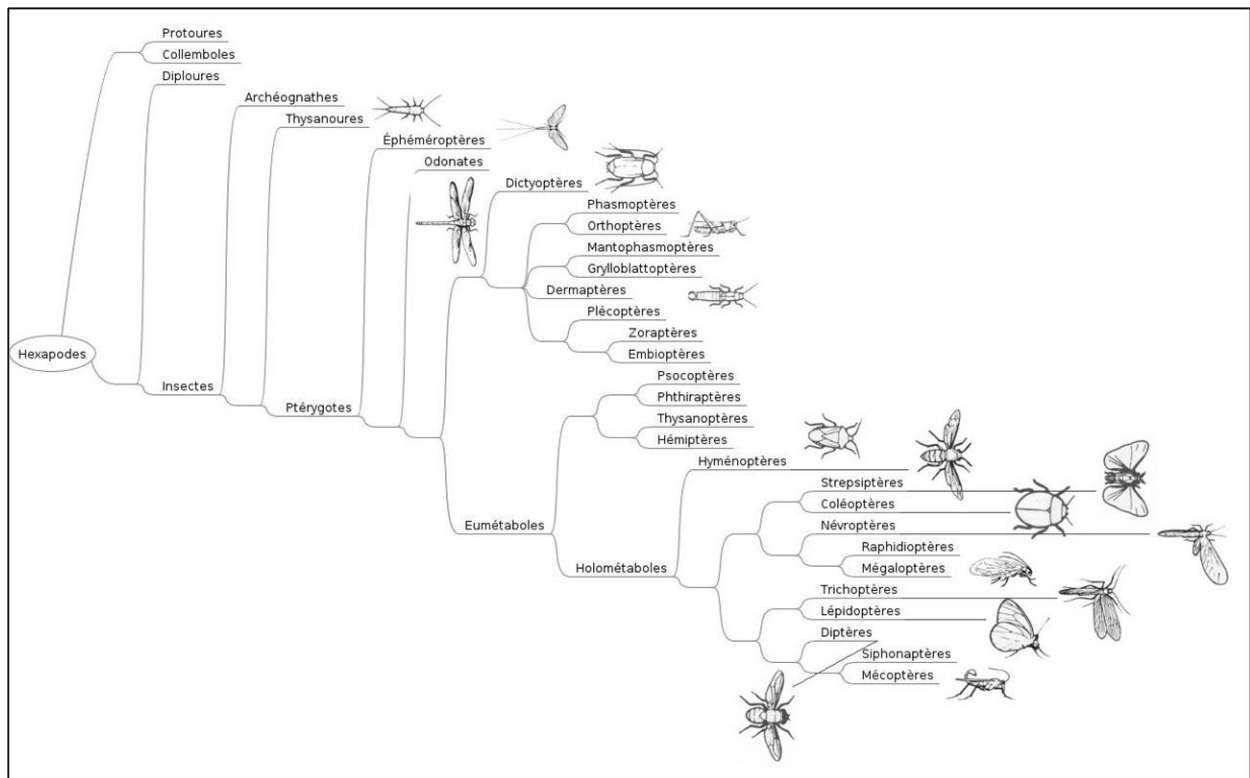 Protoures
Collemboles
Diploures
Archéognathes
Thysanoures
Éphéméroptères
Odonates
Dictyoptères
Phasmoptères
Orthoptères
Mantophasmoptères
Grylloblattoptères
Dermaptères
Plécoptères
Zoraptères
Hexapodes
Embioptères
Psocoptères
Insectes
Phthiraptères
Ptérygotes
Thysanoptères
Hémiptères
Hyménoptères
Strepsiptères
Coléoptères
Eumétaboles
Névroptères
Raphidioptères
Holométaboles
Mégaloptères
Trichoptères
Lépidoptères
Diptères
Siphonaptères
Mécoptères